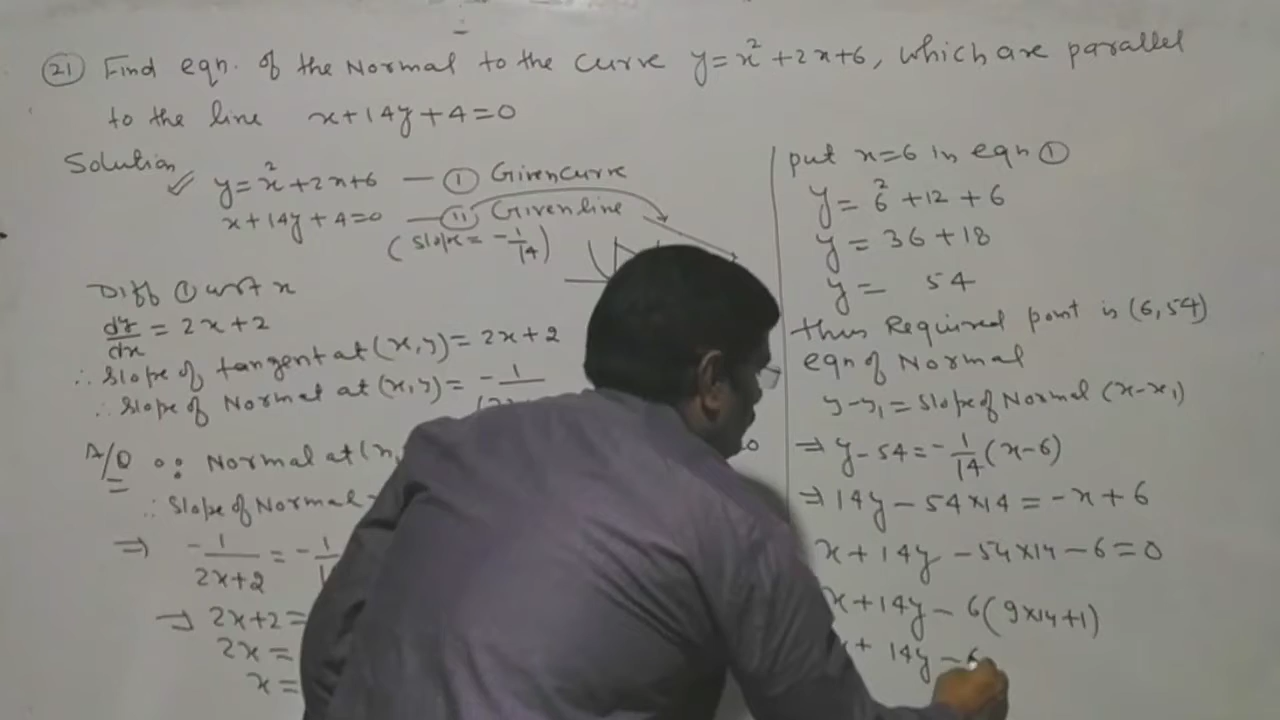 (21) Find eqn. of the Normal to the curve y=x²+2x+6, which are parallel
to the line x+14y+4=0
Solution
y=x²+2x+6 — (I) Given curve
x+14y+4=0 — (II) Given line
(slope = -1/14)
Diff (1) w.r.t x
dy/dx = 2x+2
∴ Slope of tangent at (x,y) = 2x+2
∴ Slope of Normal at (x,y) = -1/
A/Q ∵ Normal at (x,
∴ Slope of Normal
⇒ -1/2x+2 = -1/1
⇒ 2x+2=
2x=
x=
put x=6 in eqn (1)
y= 6²+12+6
y= 36+18
y= 54
thus Required point is (6,54)
eqn of Normal
y-y₁ = Slope of Normal (x-x₁)
⇒ y-54=-1/14(x-6)
⇒ 14y-54×14=-x+6
x+14y-54×14-6=0
x+14y-6(9×14+1)
+ 14y-6